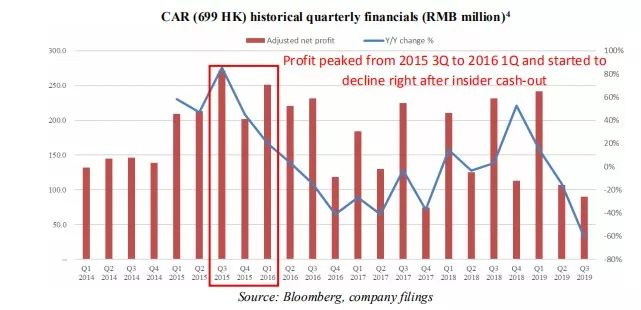 CAR (699 HK) historical quarterly financials (RMB million)4
Adjusted net profit Y/Y change %
Profit peaked from 2015 3Q to 2016 1Q and started to
decline right after insider cash-out
300.0
250.0
200.0
150.0
100.0
50.0
–
100%
80%
60%
40%
20%
0%
-20%
-40%
-60%
-80%
Q1 Q2 Q3 Q4 Q1 Q2 Q3 Q4 Q1 Q2 Q3 Q4 Q1 Q2 Q3 Q4 Q1 Q2 Q3 Q4 Q1 Q2 Q3
2014 2014 2014 2014 2015 2015 2015 2015 2016 2016 2016 2016 2017 2017 2017 2017 2018 2018 2018 2018 2019 2019 2019
Source: Bloomberg, company filings